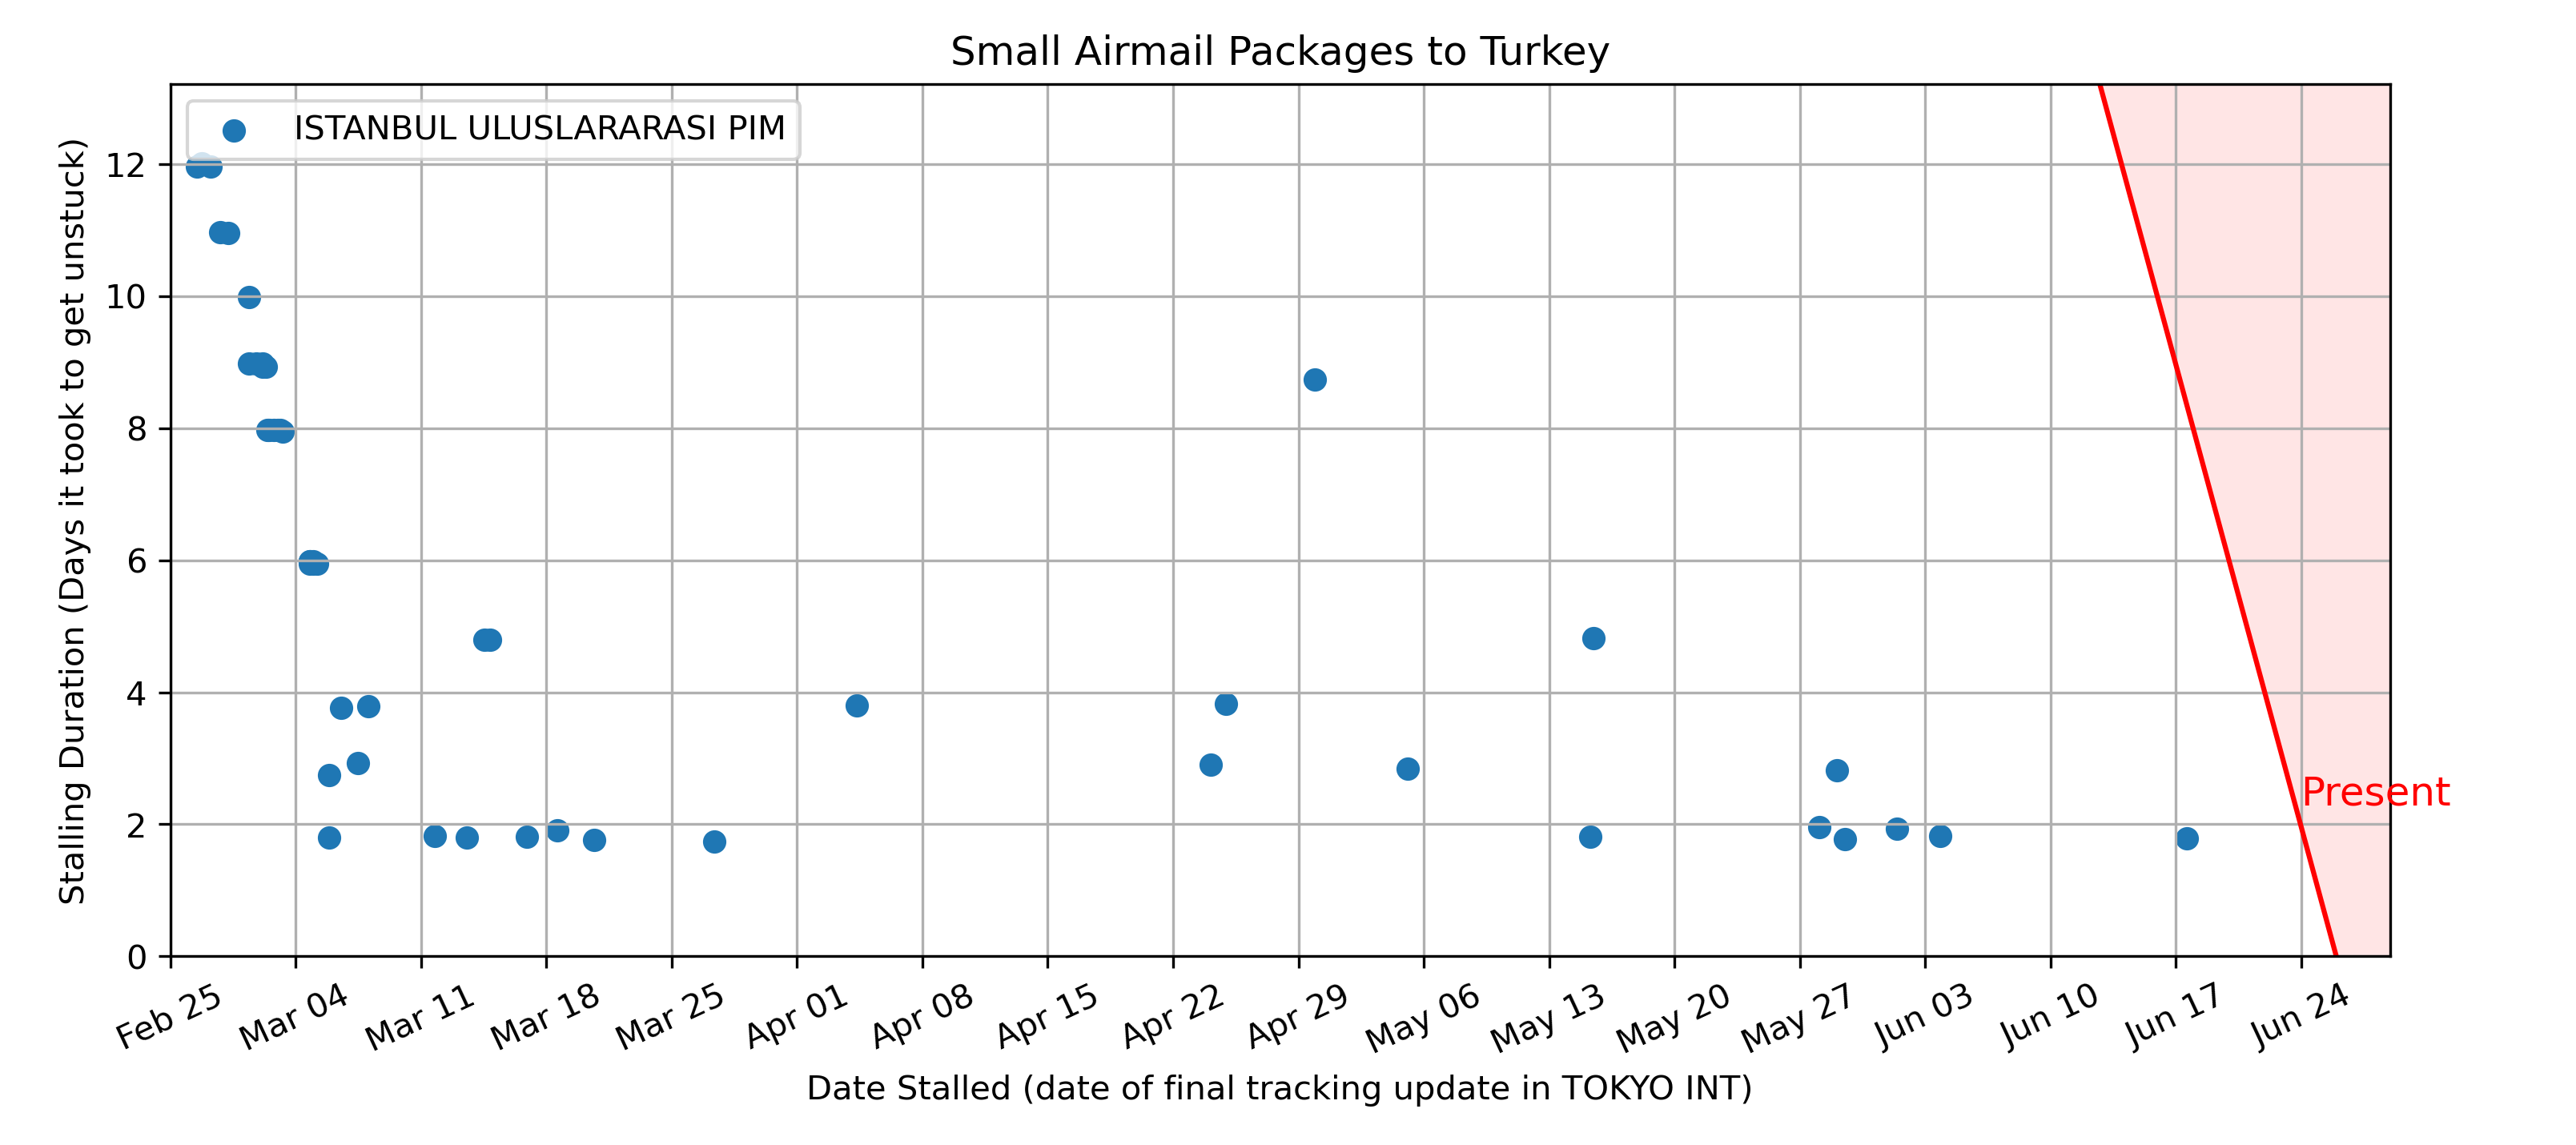 Small Airmail Packages to Turkey
ISTANBUL ULUSLARARASI PIM
Stalling Duration (Days it took to get unstuck)
12
10
8
6
4
2
0
Present
Feb 25
Mar 04
Mar 11
Mar 18
Mar 25
Apr 01
Apr 08
Apr 15
Apr 22
Apr 29
May 06
May 13
May 20
May 27
Jun 03
Jun 10
Jun 17
Jun 24
Date Stalled (date of final tracking update in TOKYO INT)